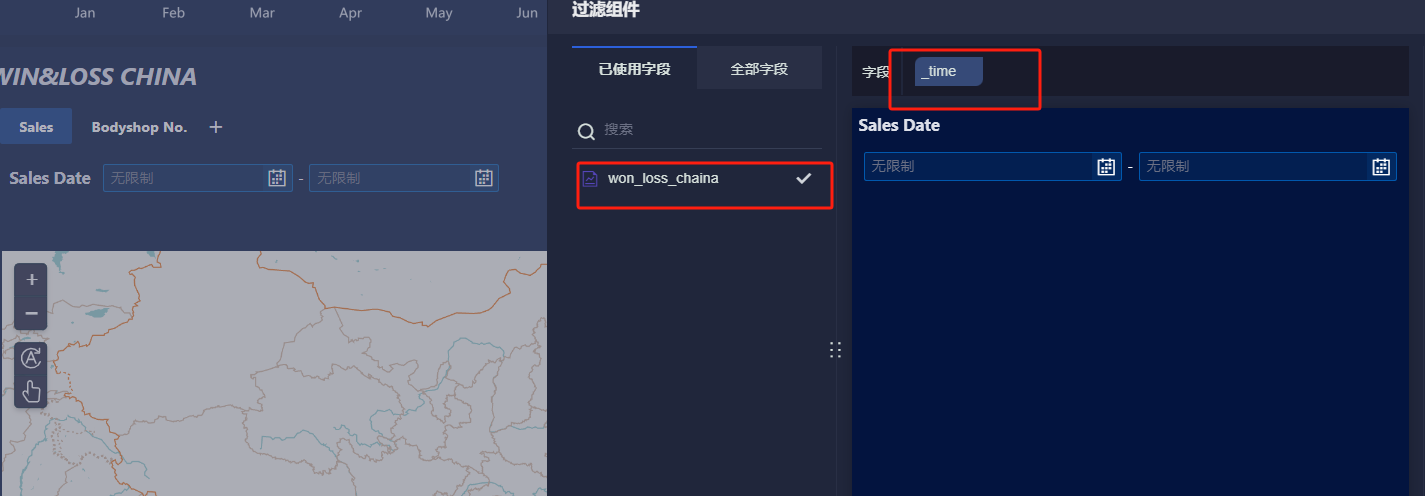 Jan Feb Mar Apr May Jun
WIN&LOSS CHINA
Sales Bodyshop No. +
Sales Date 无限制 - 无限制
+
−
A
过滤组件
已使用字段 全部字段
搜索
won_loss_chaina
字段 _time
Sales Date
无限制 - 无限制